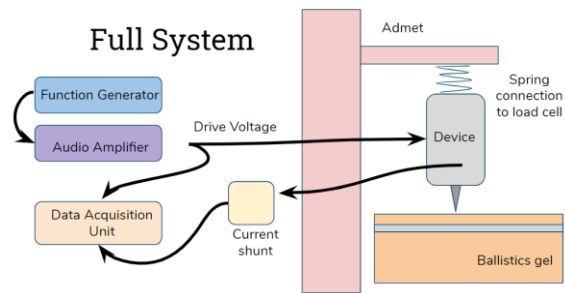 Full System
Admet
Function Generator
Spring
connection
to load cell
Drive Voltage
Audio Amplifier
Device
Data Acquisition
Unit
Current
shunt
Ballistics gel